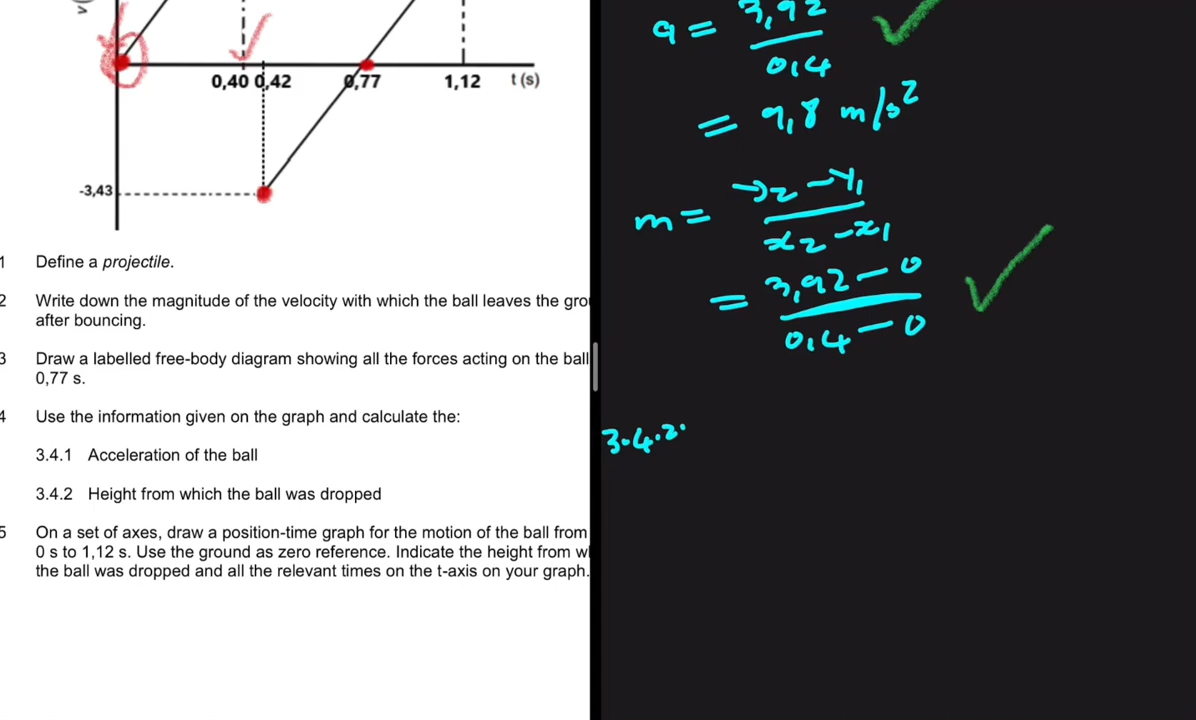 v(
0,40 0,42 0,77 1,12 t (s)
-3,43
1 Define a projectile.
2 Write down the magnitude of the velocity with which the ball leaves the grou
after bouncing.
3 Draw a labelled free-body diagram showing all the forces acting on the ball
0,77 s.
4 Use the information given on the graph and calculate the:
3.4.1 Acceleration of the ball
3.4.2 Height from which the ball was dropped
5 On a set of axes, draw a position-time graph for the motion of the ball from
0 s to 1,12 s. Use the ground as zero reference. Indicate the height from w
the ball was dropped and all the relevant times on the t-axis on your graph.
a = 3,92
0,4
= 9,8 m/s²
m = y₂ - y₁
x₂ - x₁
= 3,92 - 0
0,4 - 0
3.4.2.